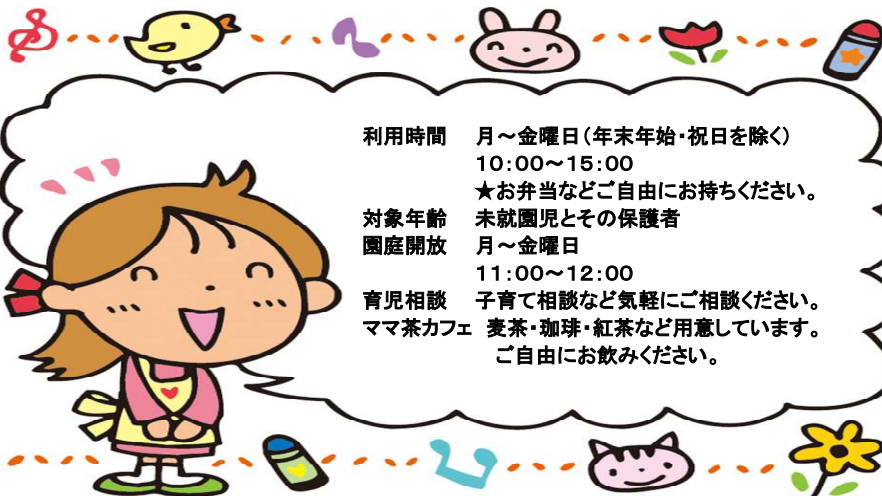 利用時間 月～金曜日（年末年始・祝日を除く）
10：00～15：00
★お弁当などご自由にお持ちください。
対象年齢 未就園児とその保護者
園庭開放 月～金曜日
11：00～12：00
育児相談 子育て相談など気軽にご相談ください。
ママ茶カフェ 麦茶・珈琲・紅茶など用意しています。
ご自由にお飲みください。